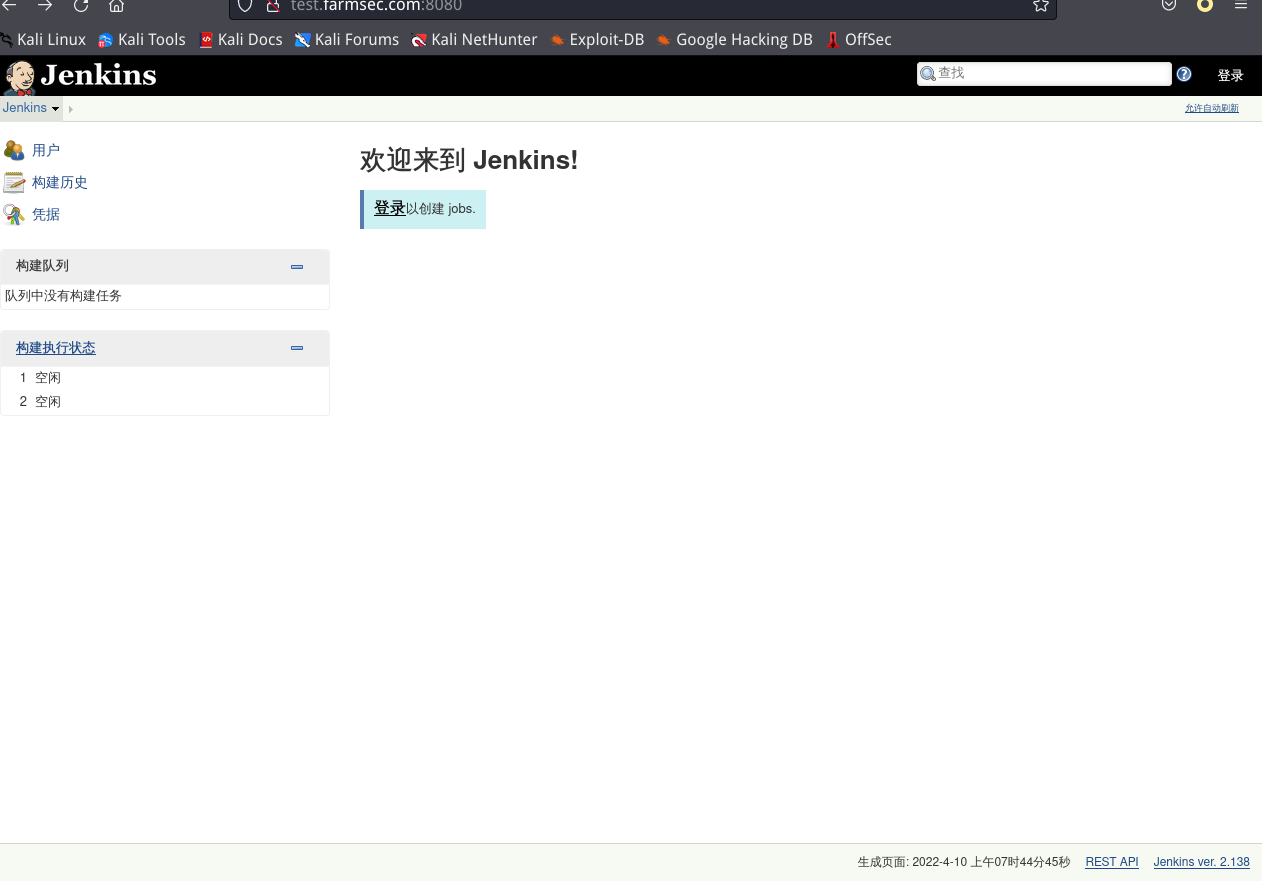 test.farmsec.com:8080
Kali Linux Kali Tools Kali Docs Kali Forums Kali NetHunter Exploit-DB Google Hacking DB OffSec
Jenkins 查找 登录
Jenkins 允许自动刷新
用户
构建历史
凭据
欢迎来到 Jenkins!
登录以创建 jobs.
构建队列
队列中没有构建任务
构建执行状态
1 空闲
2 空闲
生成页面: 2022-4-10 上午07时44分45秒 REST API Jenkins ver. 2.138